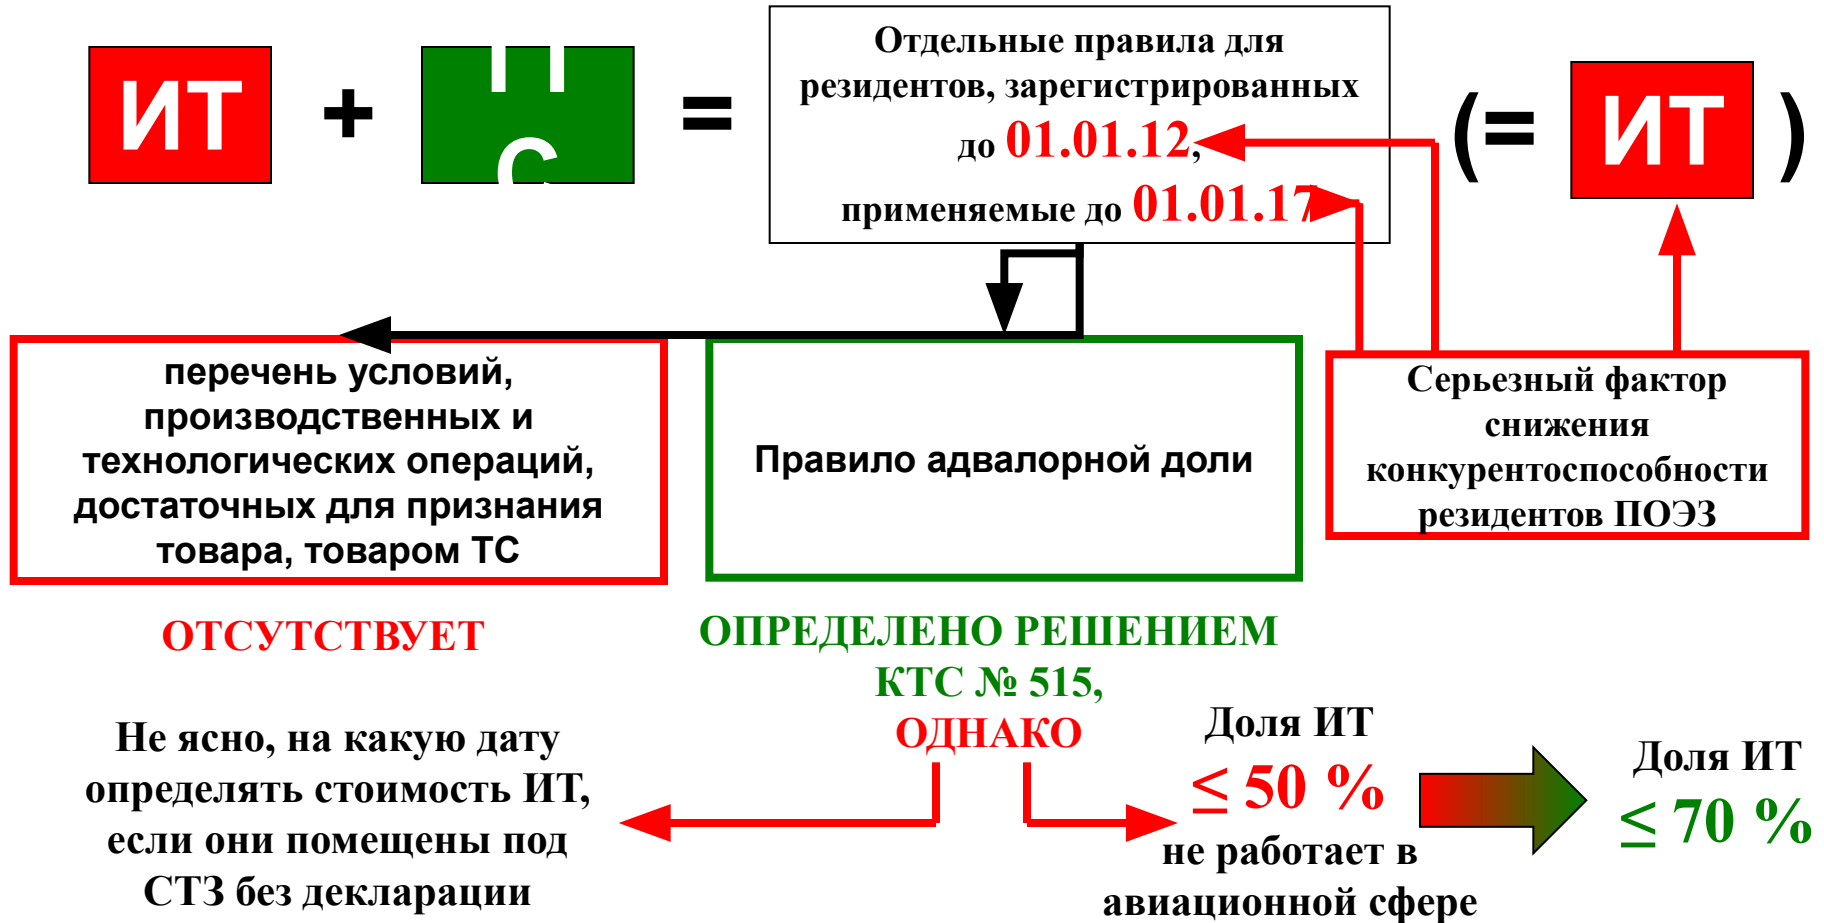 ИТ + С = 
Отдельные правила для
резидентов, зарегистрированных
до 01.01.12,
применяемые до 01.01.17
(= ИТ )
перечень условий,
производственных и
технологических операций,
достаточных для признания
товара, товаром ТС
Правило адвалорной доли
Серьезный фактор
снижения
конкурентоспособности
резидентов ПОЭЗ
ОТСУТСТВУЕТ
ОПРЕДЕЛЕНО РЕШЕНИЕМ
КТС № 515,
ОДНАКО
Не ясно, на какую дату
определять стоимость ИТ,
если они помещены под
СТЗ без декларации
Доля ИТ
≤ 50 %
не работает в
авиационной сфере
Доля ИТ
≤ 70 %